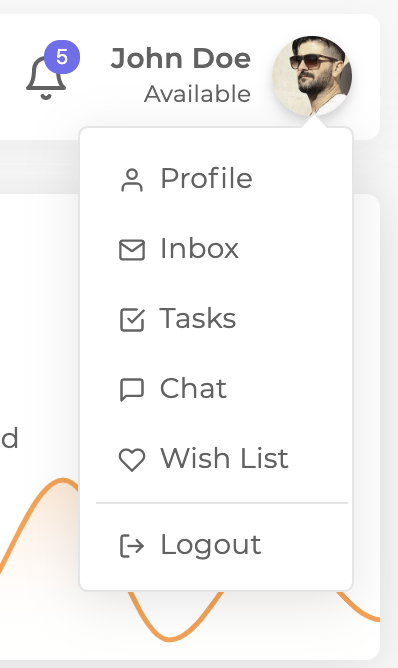 5
John Doe
Available
Profile
Inbox
Tasks
Chat
d
Wish List
Logout